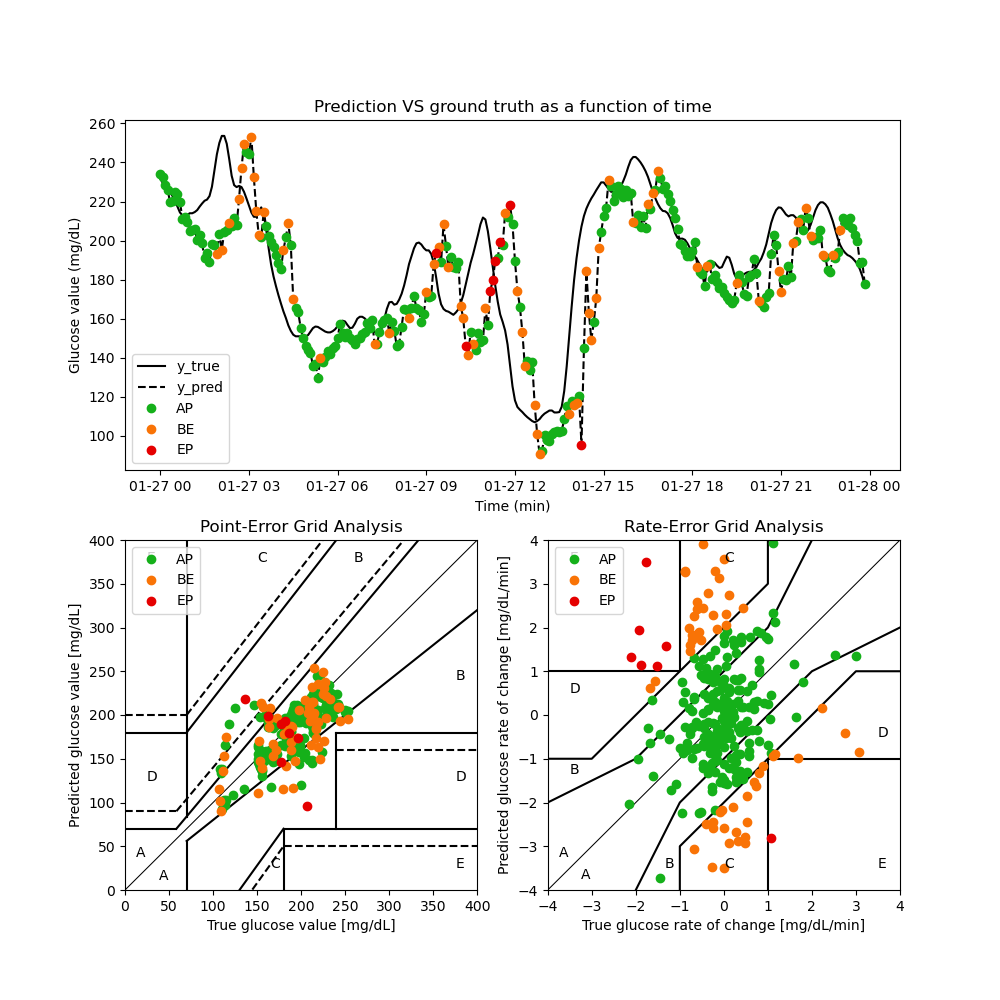 Prediction VS ground truth as a function of time
Glucose value (mg/dL)
260
240
220
200
180
160
140
120
100
y_true
y_pred
AP
BE
EP
01-27 00 01-27 03 01-27 06 01-27 09 01-27 12 01-27 15 01-27 18 01-27 21 01-28 00
Time (min)
Point-Error Grid Analysis
Predicted glucose value [mg/dL]
400
350
300
250
200
150
100
50
0
AP
BE
EP
C
B
B
D
D
A
A
C
E
0 50 100 150 200 250 300 350 400
True glucose value [mg/dL]
Rate-Error Grid Analysis
Predicted glucose rate of change [mg/dL/min]
4
3
2
1
0
−1
−2
−3
−4
AP
BE
EP
C
D
D
B
A
A
B
C
E
−4 −3 −2 −1 0 1 2 3 4
True glucose rate of change [mg/dL/min]